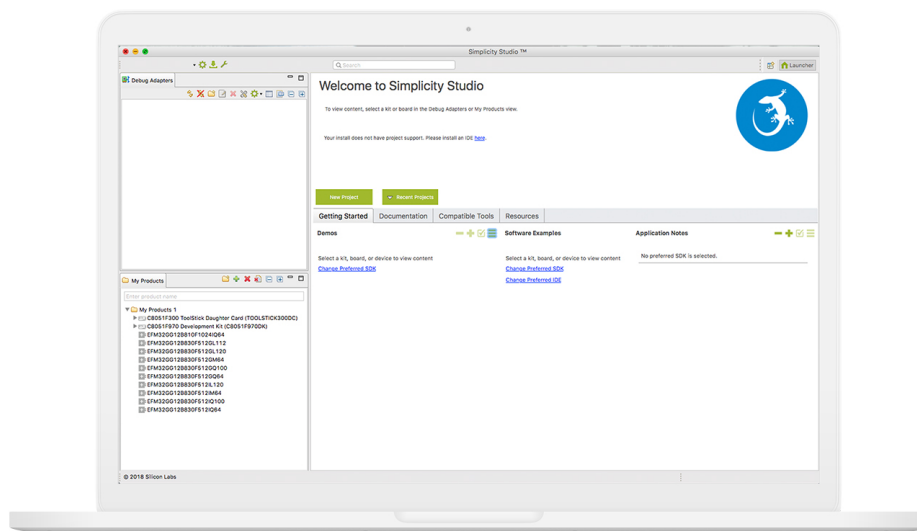 Simplicity Studio ™
Search
Launcher
Debug Adapters
Welcome to Simplicity Studio
To view content, select a kit or board in the Debug Adapters or My Products view.
Your install does not have project support. Please install an IDE here.
New Project
Recent Projects
Getting Started
Documentation
Compatible Tools
Resources
Demos
Software Examples
Application Notes
Select a kit, board, or device to view content
Change Preferred SDK
Select a kit, board, or device to view content
Change Preferred SDK
Change Preferred IDE
No preferred SDK is selected.
My Products
Enter product name
My Products 1
C8051F300 ToolStick Daughter Card (TOOLSTICK300DC)
C8051F970 Development Kit (C8051F970DK)
EFM32GG12B810F1024IQ64
EFM32GG12B830F512GL112
EFM32GG12B830F512GL120
EFM32GG12B830F512GM64
EFM32GG12B830F512GQ100
EFM32GG12B830F512GQ64
EFM32GG12B830F512IL120
EFM32GG12B830F512IM64
EFM32GG12B830F512IQ100
EFM32GG12B830F512IQ64
© 2018 Silicon Labs